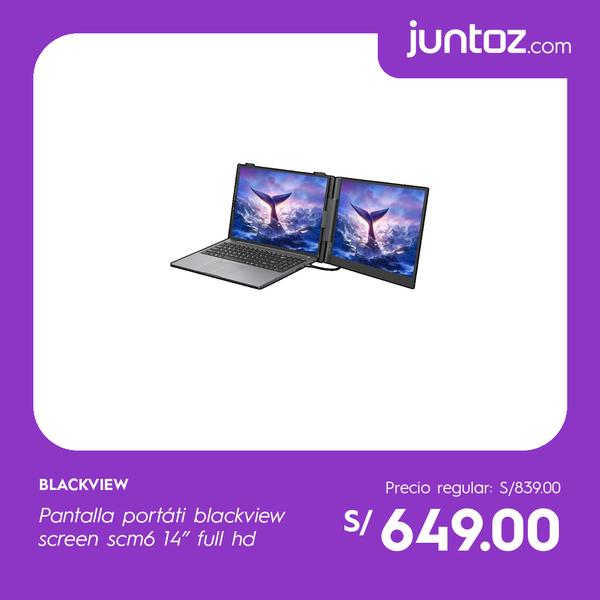 juntoz.com
BLACKVIEW
Pantalla portáti blackview
screen scm6 14" full hd
Precio regular: S/839.00
S/ 649.00